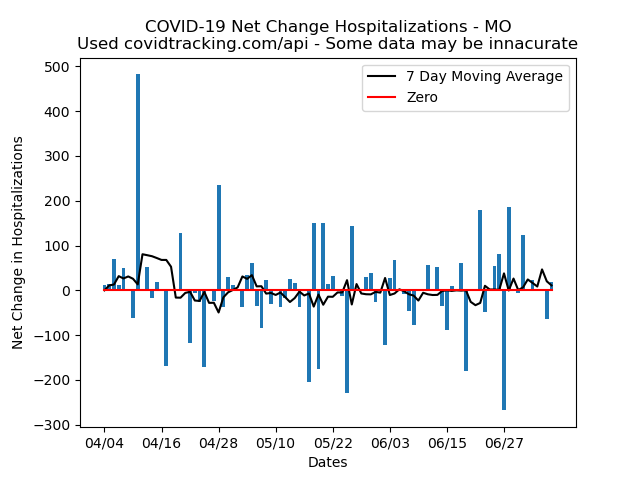 COVID-19 Net Change Hospitalizations - MO
Used covidtracking.com/api - Some data may be innacurate
7 Day Moving Average
Zero
Net Change in Hospitalizations
500
400
300
200
100
0
−100
−200
−300
04/04 04/16 04/28 05/10 05/22 06/03 06/15 06/27
Dates